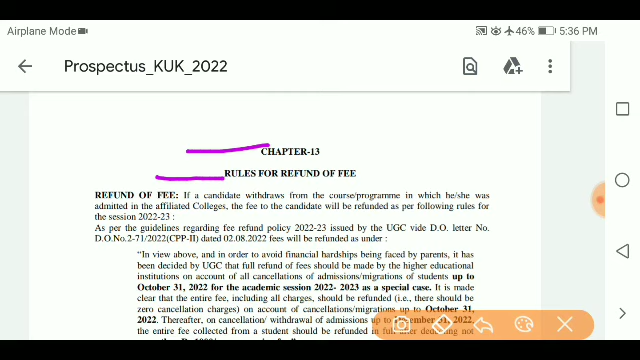 Airplane Mode 46% 5:36 PM
Prospectus_KUK_2022
CHAPTER-13
RULES FOR REFUND OF FEE
REFUND OF FEE: If a candidate withdraws from the course/programme in which he/she was
admitted in the affiliated Colleges, the fee to the candidate will be refunded as per following rules for
the session 2022-23 :
As per the guidelines regarding fee refund policy 2022-23 issued by the UGC vide D.O. letter No.
D.O.No.2-71/2022(CPP-II) dated 02.08.2022 fees will be refunded as under :
"In view above, and in order to avoid financial hardships being faced by parents, it has
been decided by UGC that full refund of fees should be made by the higher educational
institutions on account of all cancellations of admissions/migrations of students up to
October 31, 2022 for the academic session 2022- 2023 as a special case. It is made
clear that the entire fee, including all charges, should be refunded (i.e., there should be
zero cancellation charges) on account of cancellations/migrations up to October 31,
2022. Thereafter, on cancellation/ withdrawal of admissions up to December 31, 2022,
the entire fee collected from a student should be refunded in full after deducting not